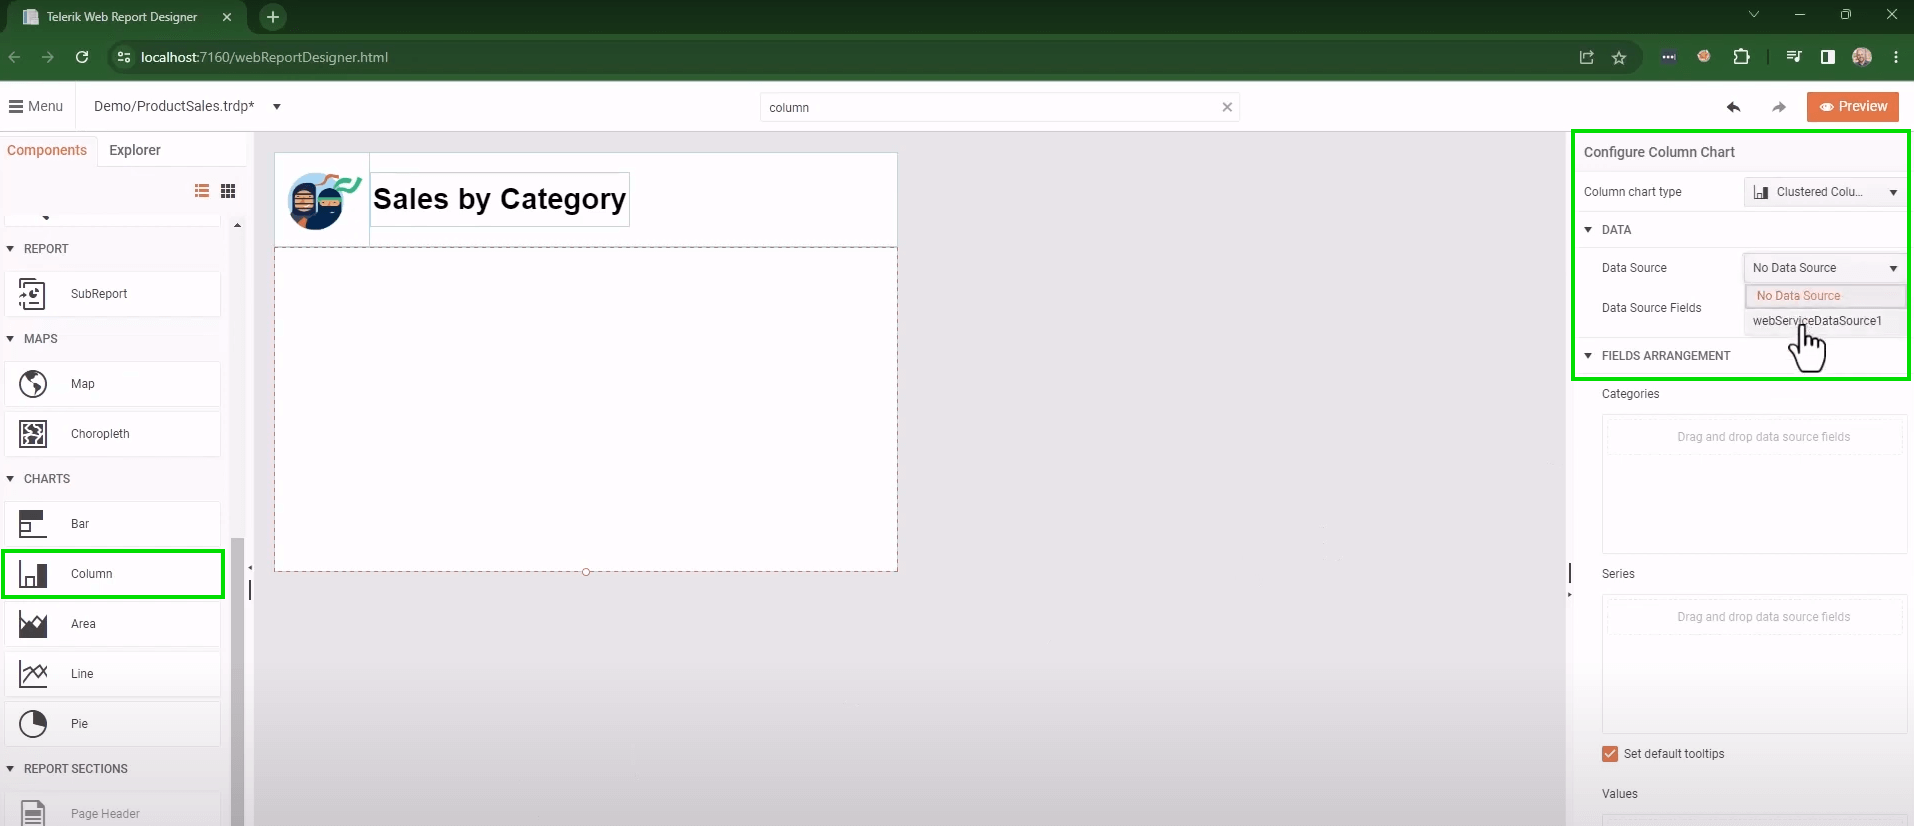 Telerik Web Report Designer
localhost:7160/webReportDesigner.html
Menu
Demo/ProductSales.trdp*
column
Preview
Components
Explorer
REPORT
SubReport
MAPS
Map
Choropleth
CHARTS
Bar
Column
Area
Line
Pie
REPORT SECTIONS
Page Header
Sales by Category
Configure Column Chart
Column chart type
Clustered Colu...
DATA
Data Source
No Data Source
No Data Source
Data Source Fields
webServiceDataSource1
FIELDS ARRANGEMENT
Categories
Drag and drop data source fields
Series
Drag and drop data source fields
Set default tooltips
Values